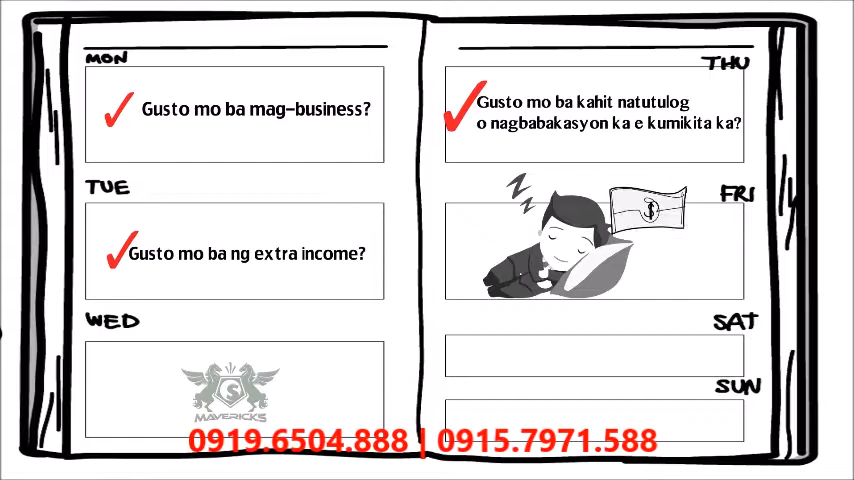 MON
Gusto mo ba mag-business?
TUE
Gusto mo ba ng extra income?
WED
S
MAVERICKS
THU
Gusto mo ba kahit natutulog
o nagbabakasyon ka e kumikita ka?
FRI
$
SAT
SUN
0919.6504.888 | 0915.7971.588